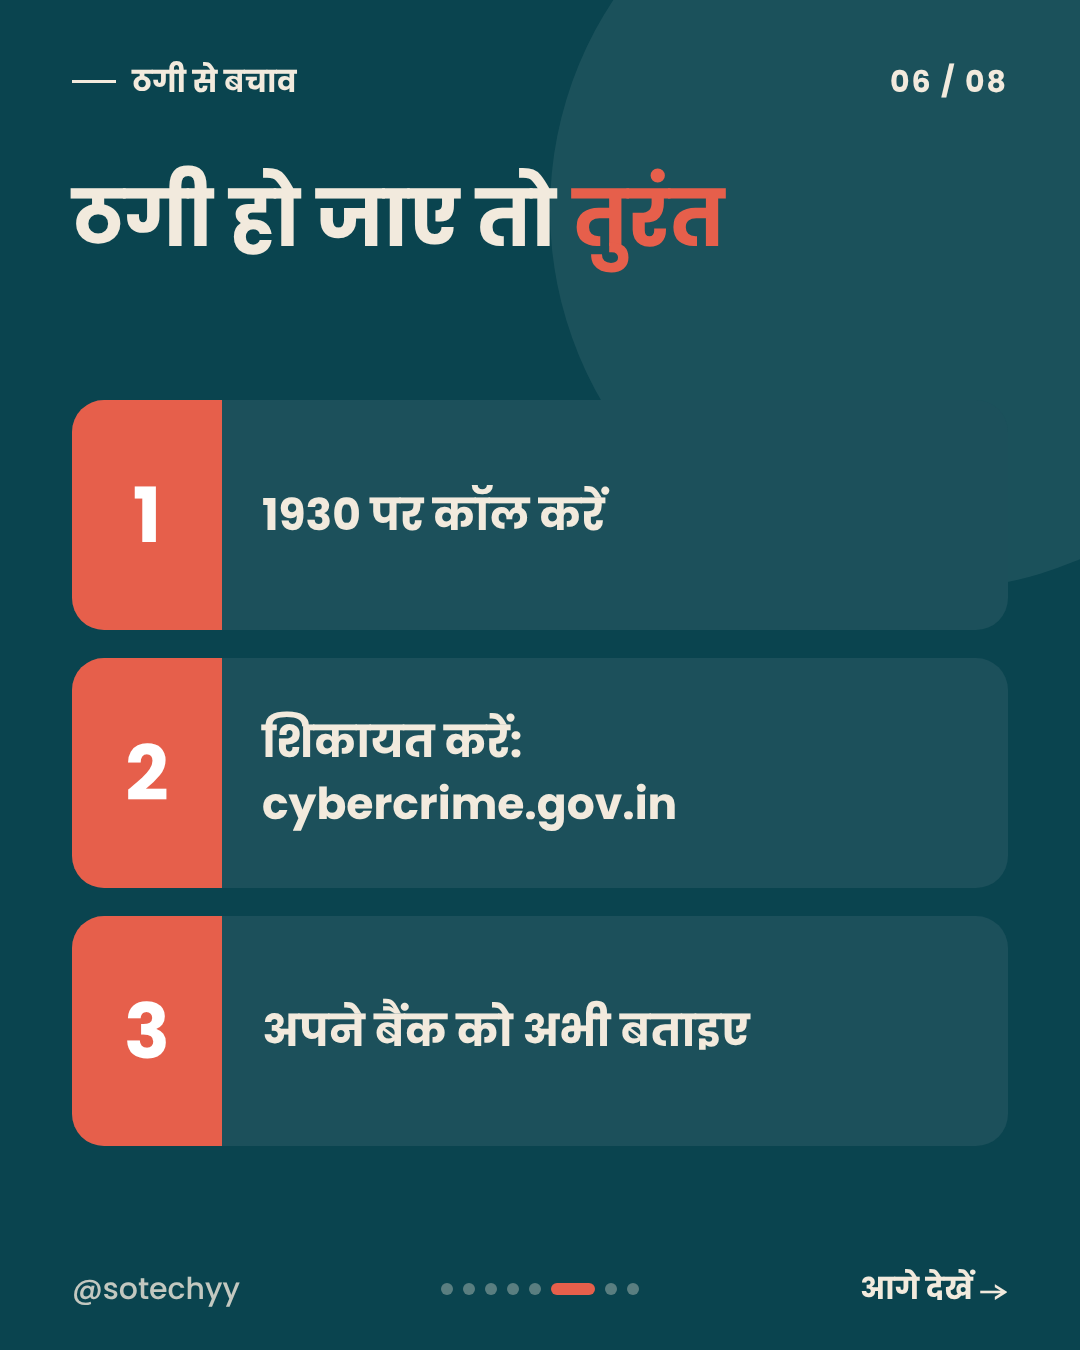 ठगी से बचाव
06 / 08
ठगी हो जाए तो तुरंत
1
1930 पर कॉल करें
2
शिकायत करें:
cybercrime.gov.in
3
अपने बैंक को अभी बताइए
@sotechyy
आगे देखें →